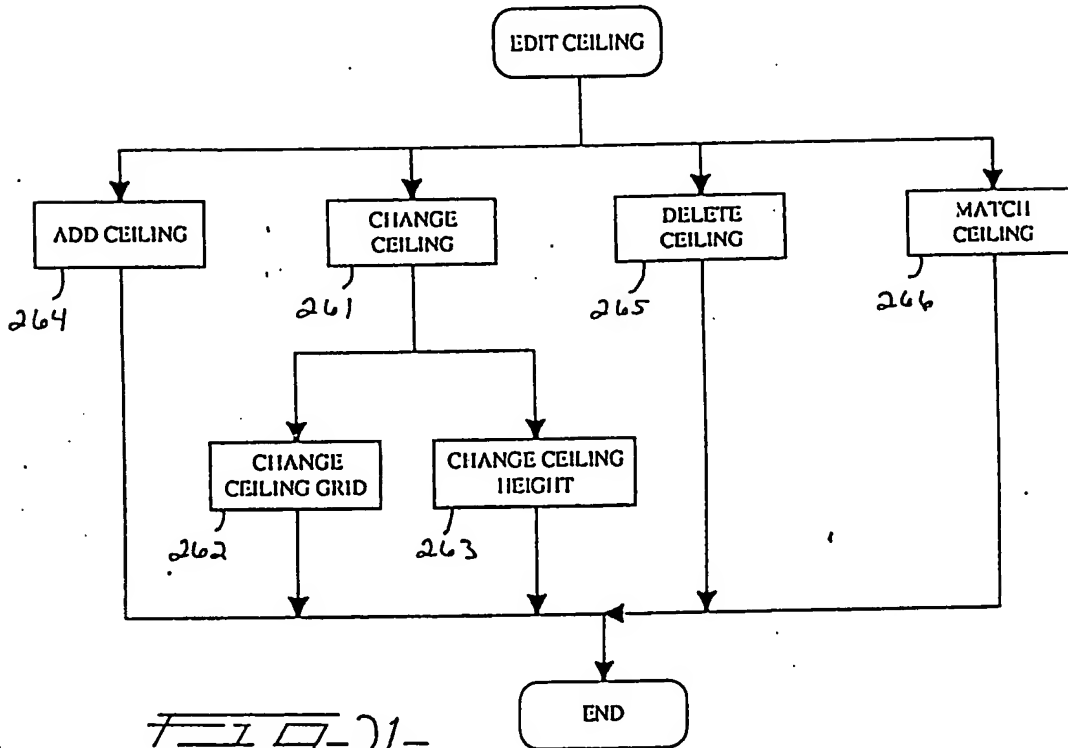 EDIT CEILING
ADD CEILING
CHANGE
CEILING
DELETE
CEILING
MATCH
CEILING
264
261
265
266
CHANGE
CEILING GRID
CHANGE CEILING
HEIGHT
262
263
END